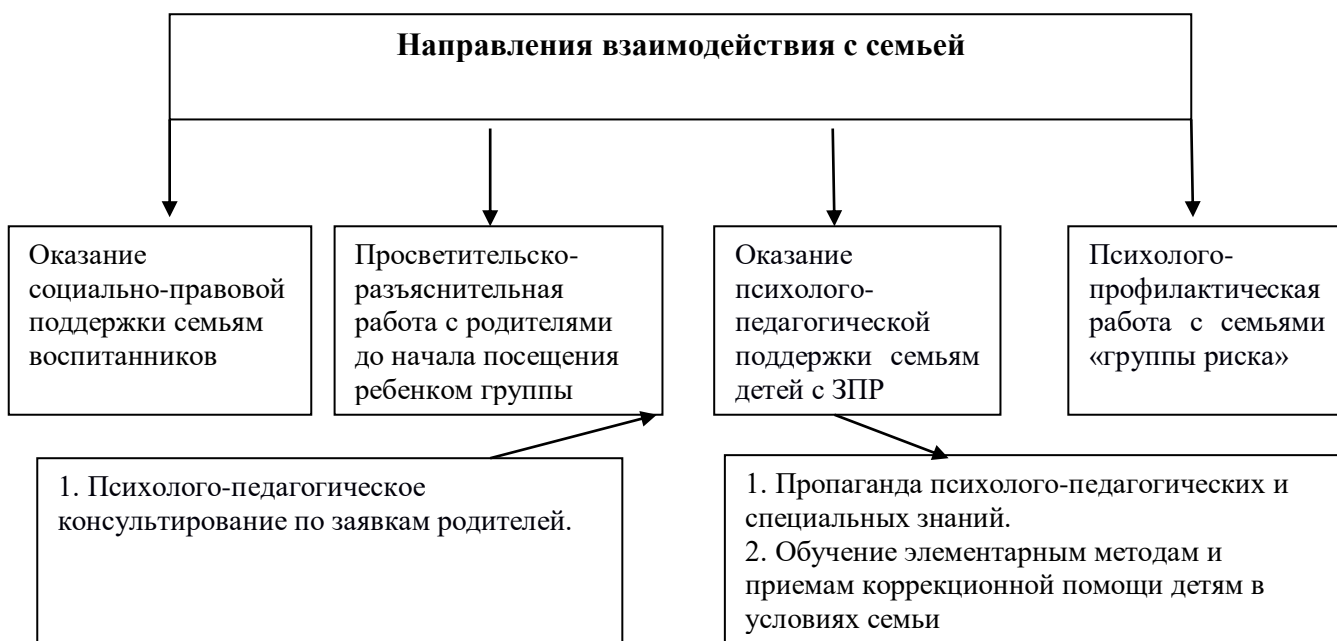 Направления взаимодействия с семьей
Оказание
социально-правовой
поддержки семьям
воспитанников
Просветительско-
разъяснительная
работа с родителями
до начала посещения
ребенком группы
Оказание
психолого-
педагогической
поддержки семьям
детей с ЗПР
Психолого-
профилактическая
работа с семьями
«группы риска»
1. Психолого-педагогическое
консультирование по заявкам родителей.
1. Пропаганда психолого-педагогических и
специальных знаний.
2. Обучение элементарным методам и
приемам коррекционной помощи детям в
условиях семьи